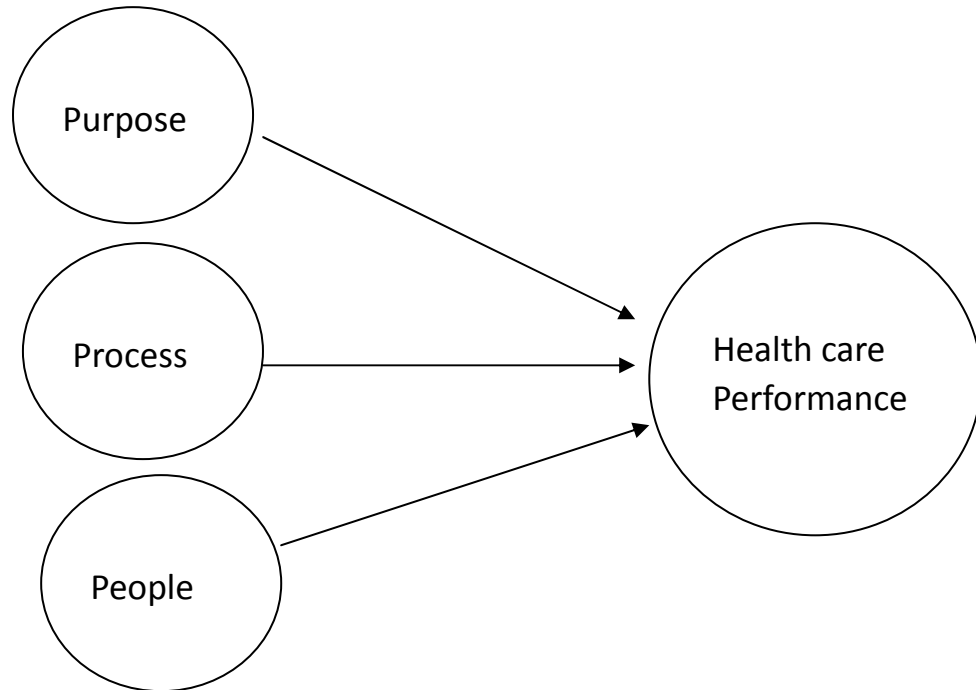 Purpose
Process
People
Health care
Performance